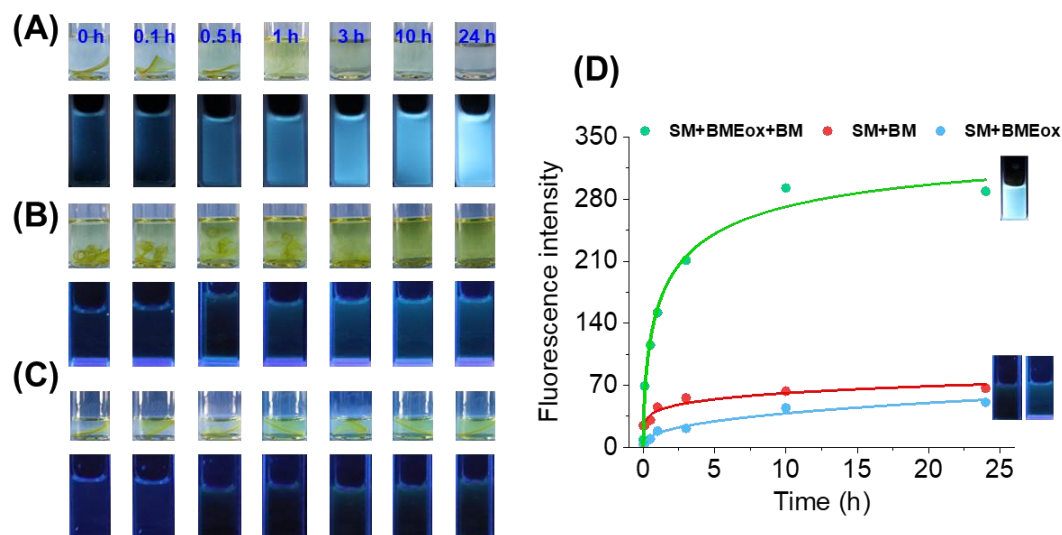 (A)
0 h 0.1 h 0.5 h 1 h 3 h 10 h 24 h
(B)
(C)
(D)
SM+BMEox+BM SM+BM SM+BMEox
350
280
210
140
70
0
Fluorescence intensity
0 5 10 15 20 25
Time (h)